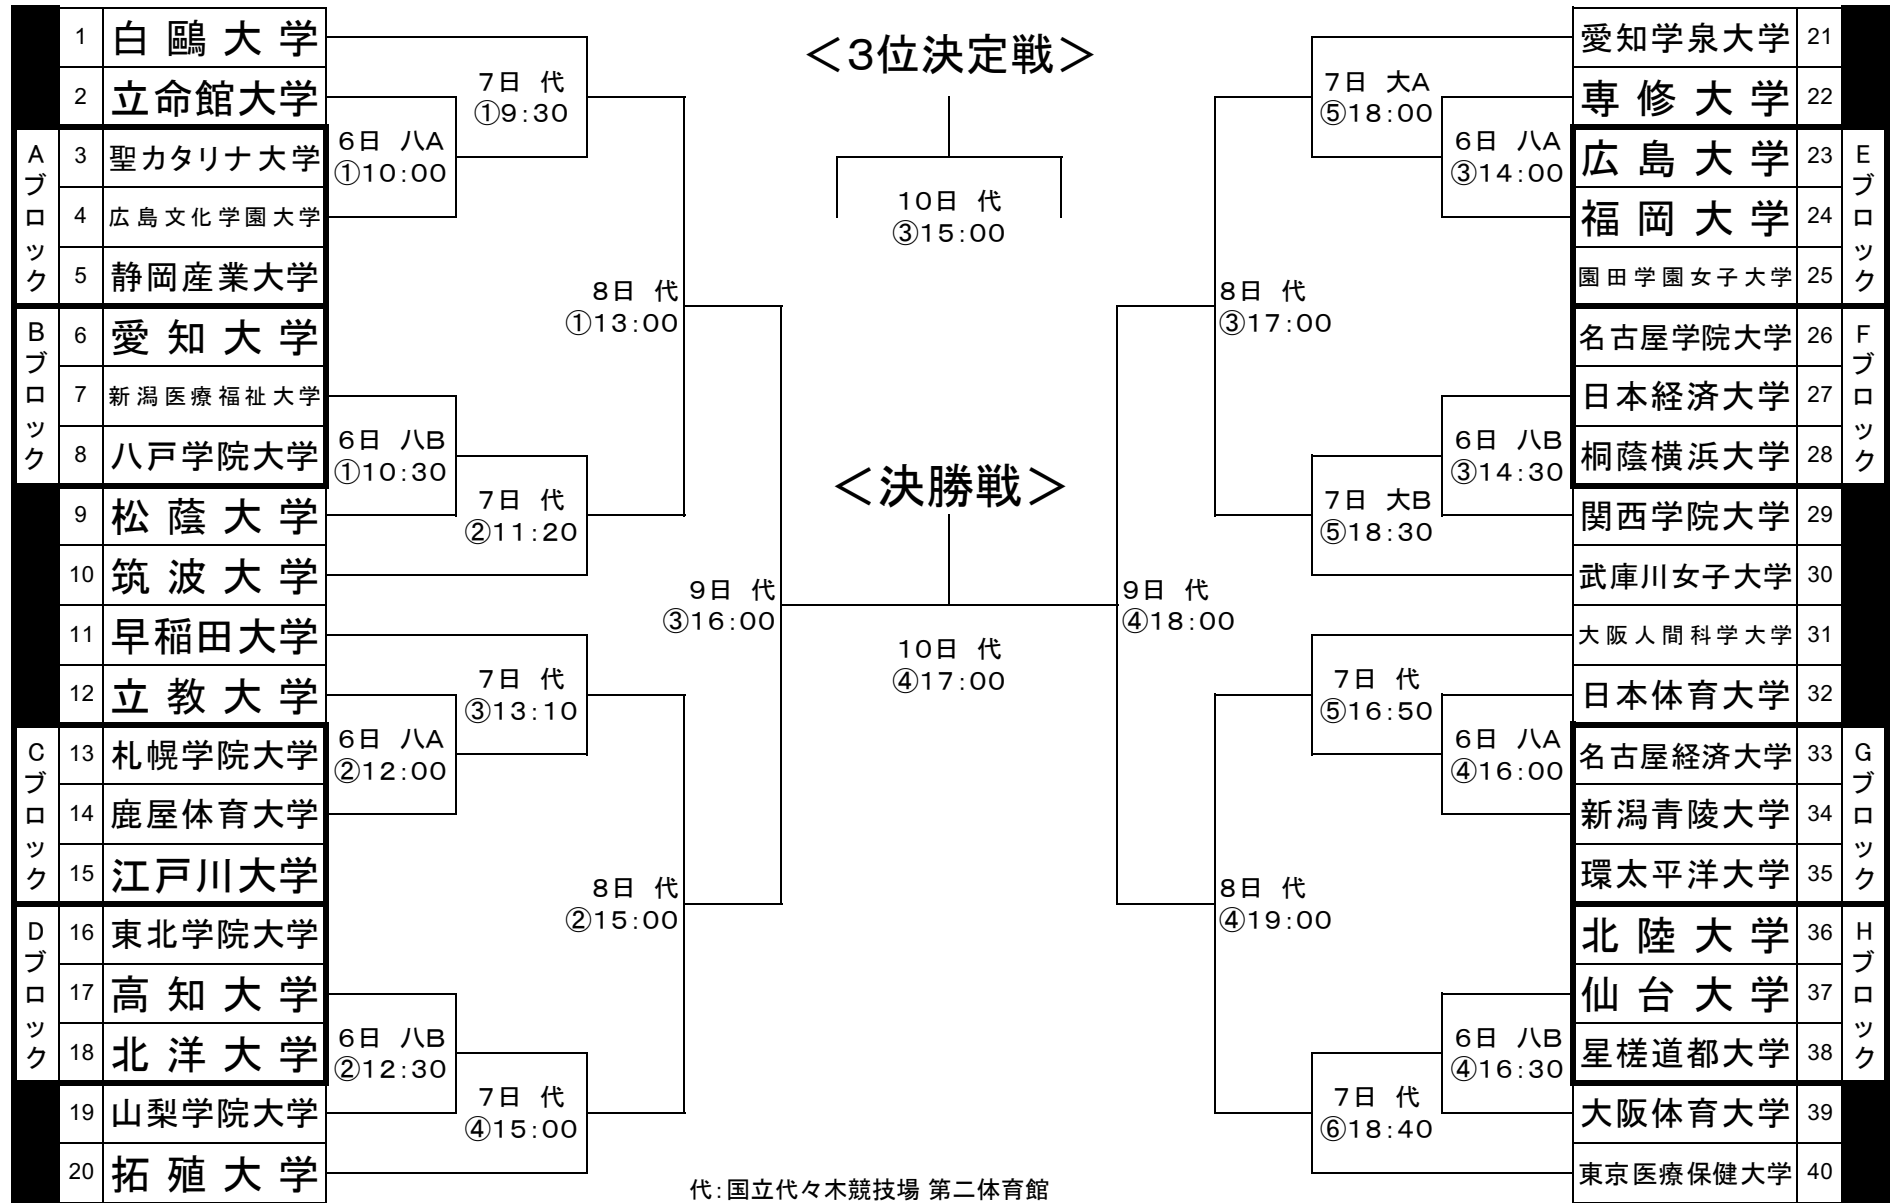 <3位決定戦>
10日 代
③15:00
<決勝戦>
10日 代
④17:00
Aブロック
Bブロック
Cブロック
Dブロック
1 白鷗大学
2 立命館大学
3 聖カタリナ大学
4 広島文化学園大学
5 静岡産業大学
6 愛知大学
7 新潟医療福祉大学
8 八戸学院大学
9 松蔭大学
10 筑波大学
11 早稲田大学
12 立教大学
13 札幌学院大学
14 鹿屋体育大学
15 江戸川大学
16 東北学院大学
17 高知大学
18 北洋大学
19 山梨学院大学
20 拓殖大学
6日 八A
①10:00
6日 八B
①10:30
6日 八A
②12:00
6日 八B
②12:30
7日 代
①9:30
7日 代
②11:20
7日 代
③13:10
7日 代
④15:00
8日 代
①13:00
8日 代
②15:00
9日 代
③16:00
9日 代
④18:00
8日 代
③17:00
8日 代
④19:00
7日 大A
⑤18:00
7日 大B
⑤18:30
7日 代
⑤16:50
7日 代
⑥18:40
6日 八A
③14:00
6日 八B
③14:30
6日 八A
④16:00
6日 八B
④16:30
愛知学泉大学 21
専修大学 22
広島大学 23
福岡大学 24
園田学園女子大学 25
名古屋学院大学 26
日本経済大学 27
桐蔭横浜大学 28
関西学院大学 29
武庫川女子大学 30
大阪人間科学大学 31
日本体育大学 32
名古屋経済大学 33
新潟青陵大学 34
環太平洋大学 35
北陸大学 36
仙台大学 37
星槎道都大学 38
大阪体育大学 39
東京医療保健大学 40
Eブロック
Fブロック
Gブロック
Hブロック
代:国立代々木競技場 第二体育館